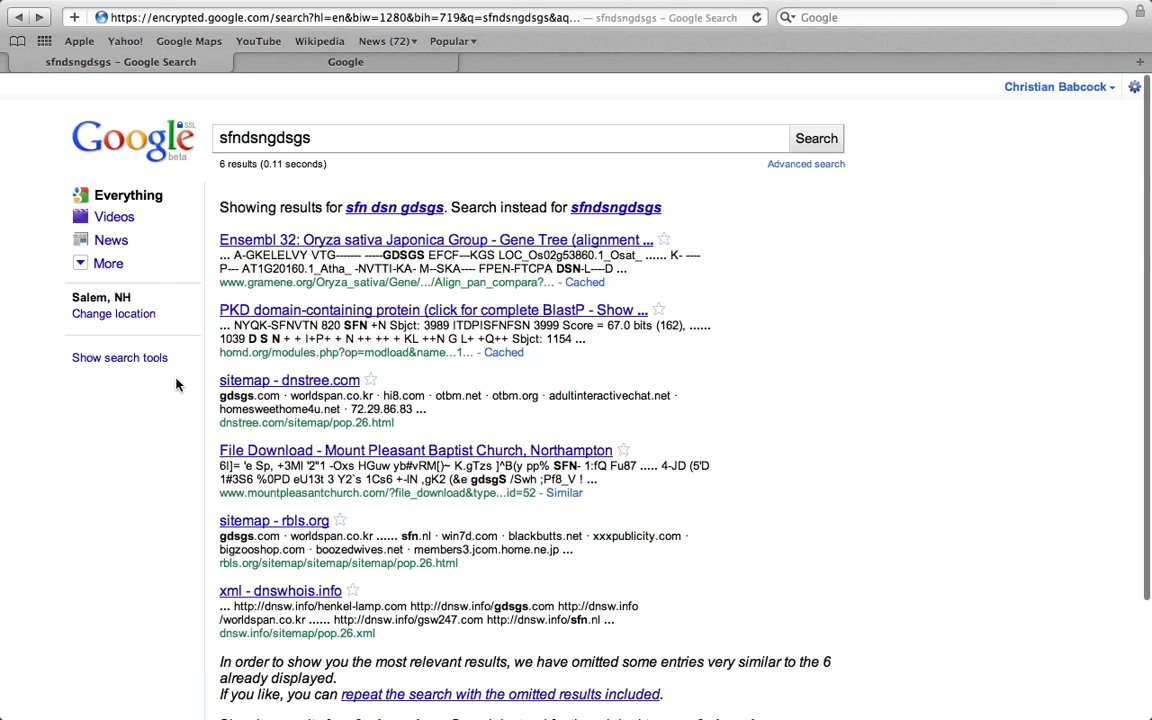 https://encrypted.google.com/search?hl=en&biw=1280&bih=719&q=sfndsngdsgs&aq... — sfndsngdsgs – Google Search
Google
Apple Yahoo! Google Maps YouTube Wikipedia News (72)▾ Popular▾
sfndsngdsgs – Google Search Google
Christian Babcock
Google SSL beta
sfndsngdsgs Search
6 results (0.11 seconds) Advanced search
Everything
Videos
News
More
Salem, NH
Change location
Show search tools
Showing results for sfn dsn gdsgs. Search instead for sfndsngdsgs
Ensembl 32: Oryza sativa Japonica Group - Gene Tree (alignment ...
... A-GKELELVY VTG------- -----GDSGS EFCF---KGS LOC_Os02g53860.1_Osat_ ...... K- ----
P--- AT1G20160.1_Atha_ -NVTTI-KA- M--SKA---- FPEN-FTCPA DSN-L----D ...
www.gramene.org/Oryza_sativa/Gene/.../Align_pan_compara?... - Cached
PKD domain-containing protein (click for complete BlastP - Show ...
... NYQK-SFNVTN 820 SFN +N Sbjct: 3989 ITDPISFNFSN 3999 Score = 67.0 bits (162), ......
1039 D S N + + I+P+ + N ++ ++ + KL ++N G L+ +Q++ Sbjct: 1154 ...
homd.org/modules.php?op=modload&name...1... - Cached
sitemap - dnstree.com
gdsgs.com · worldspan.co.kr · hi8.com · otbm.net · otbm.org · adultinteractivechat.net ·
homesweethome4u.net · 72.29.86.83 ...
dnstree.com/sitemap/pop.26.html
File Download - Mount Pleasant Baptist Church, Northampton
6I]= 'e Sp, +3Ml '2"1 -Oxs HGuw yb#vRM[)~ K.gTzs ]^B(y pp% SFN- 1:fQ Fu87 ..... 4-JD (5'D
1#3S6 %0PD eU13t 3 Y2`s 1Cs6 +-lN ,gK2 (&e gdsgS /Swh ;Pf8_V ! ...
www.mountpleasantchurch.com/?file_download&type...id=52 - Similar
sitemap - rbls.org
gdsgs.com · worldspan.co.kr ...... sfn.nl · win7d.com · blackbutts.net · xxxpublicity.com ·
bigzooshop.com · boozedwives.net · members3.jcom.home.ne.jp ...
rbls.org/sitemap/sitemap/sitemap/pop.26.html
xml - dnswhois.info
... http://dnsw.info/henkel-lamp.com http://dnsw.info/gdsgs.com http://dnsw.info
/worldspan.co.kr ...... http://dnsw.info/gsw247.com http://dnsw.info/sfn.nl ...
dnsw.info/sitemap/pop.26.xml
In order to show you the most relevant results, we have omitted some entries very similar to the 6
already displayed.
If you like, you can repeat the search with the omitted results included.